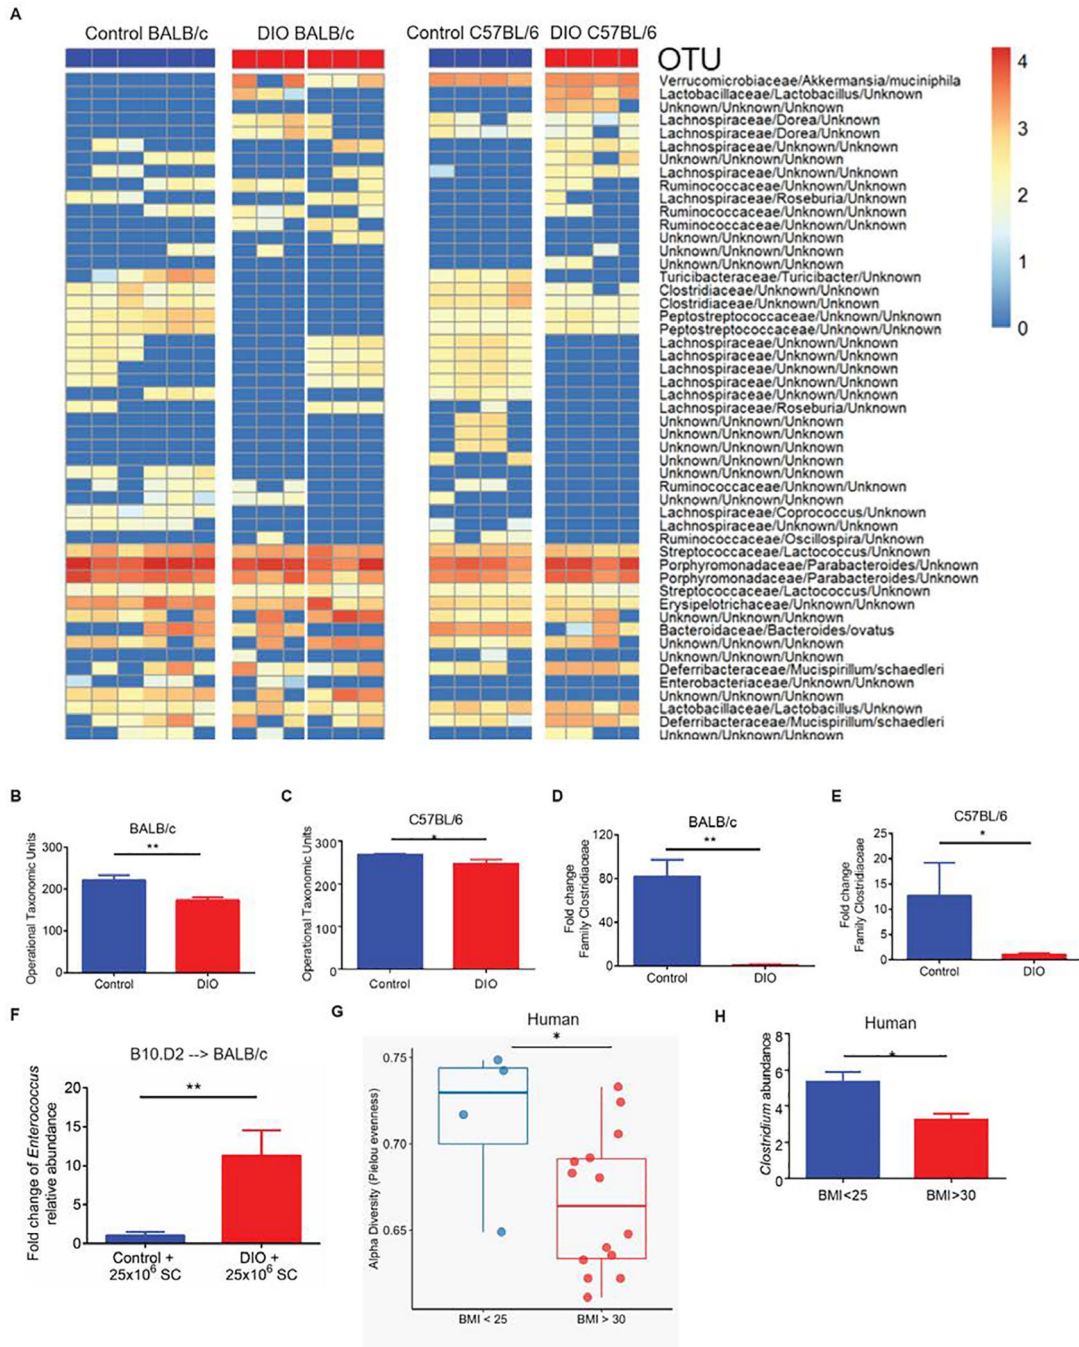 A
Control BALB/c
DIO BALB/c
Control C57BL/6
DIO C57BL/6
OTU
Verrucomicrobiaceae/Akkermansia/muciniphila
Lactobacillaceae/Lactobacillus/Unknown
Unknown/Unknown/Unknown
Lachnospiraceae/Dorea/Unknown
Lachnospiraceae/Dorea/Unknown
Lachnospiraceae/Unknown/Unknown
Unknown/Unknown/Unknown
Lachnospiraceae/Unknown/Unknown
Ruminococcaceae/Unknown/Unknown
Lachnospiraceae/Roseburia/Unknown
Ruminococcaceae/Unknown/Unknown
Ruminococcaceae/Unknown/Unknown
Unknown/Unknown/Unknown
Unknown/Unknown/Unknown
Unknown/Unknown/Unknown
Turicibacteraceae/Turicibacter/Unknown
Clostridiaceae/Unknown/Unknown
Clostridiaceae/Unknown/Unknown
Peptostreptococcaceae/Unknown/Unknown
Peptostreptococcaceae/Unknown/Unknown
Lachnospiraceae/Unknown/Unknown
Lachnospiraceae/Unknown/Unknown
Lachnospiraceae/Unknown/Unknown
Lachnospiraceae/Unknown/Unknown
Lachnospiraceae/Unknown/Unknown
Lachnospiraceae/Roseburia/Unknown
Unknown/Unknown/Unknown
Unknown/Unknown/Unknown
Unknown/Unknown/Unknown
Unknown/Unknown/Unknown
Unknown/Unknown/Unknown
Ruminococcaceae/Unknown/Unknown
Unknown/Unknown/Unknown
Lachnospiraceae/Coprococcus/Unknown
Lachnospiraceae/Unknown/Unknown
Ruminococcaceae/Oscillospira/Unknown
Streptococcaceae/Lactococcus/Unknown
Porphyromonadaceae/Parabacteroides/Unknown
Porphyromonadaceae/Parabacteroides/Unknown
Streptococcaceae/Lactococcus/Unknown
Erysipelotrichaceae/Unknown/Unknown
Unknown/Unknown/Unknown
Bacteroidaceae/Bacteroides/ovatus
Unknown/Unknown/Unknown
Unknown/Unknown/Unknown
Deferribacteraceae/Mucispirillum/schaedleri
Enterobacteriaceae/Unknown/Unknown
Unknown/Unknown/Unknown
Lactobacillaceae/Lactobacillus/Unknown
Deferribacteraceae/Mucispirillum/schaedleri
Unknown/Unknown/Unknown
4
3
2
1
0
B
BALB/c
**
Operational Taxonomic Units
300
200
100
0
Control
DIO
C
C57BL/6
*
Operational Taxonomic Units
300
200
100
0
Control
DIO
D
BALB/c
**
Fold change
Family Clostridiaceae
120
80
40
0
Control
DIO
E
C57BL/6
*
Fold change
Family Clostridiaceae
25
20
15
10
5
0
Control
DIO
F
B10.D2 --> BALB/c
**
Fold change of Enterococcus
relative abundance
20
15
10
5
0
Control +
25x10⁶ SC
DIO +
25x10⁶ SC
G
Human
*
Alpha Diversity (Pielou evenness)
0.75
0.70
0.65
BMI < 25
BMI > 30
H
Human
*
Clostridium abundance
8
6
4
2
0
BMI<25
BMI>30